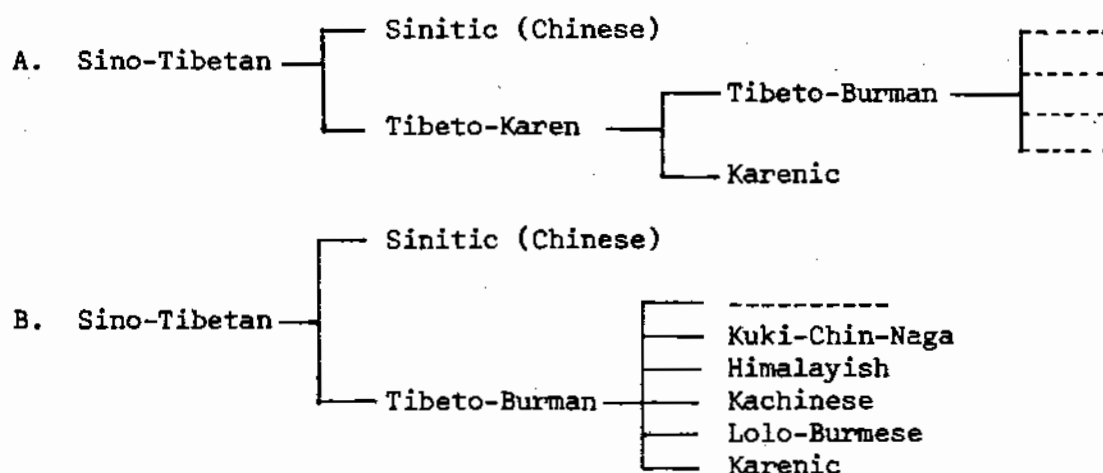 Sinitic (Chinese)
A. Sino-Tibetan
Tibeto-Burman
Tibeto-Karen
Karenic
Sinitic (Chinese)
B. Sino-Tibetan
Kuki-Chin-Naga
Himalayish
Kachinese
Tibeto-Burman
Lolo-Burmese
Karenic